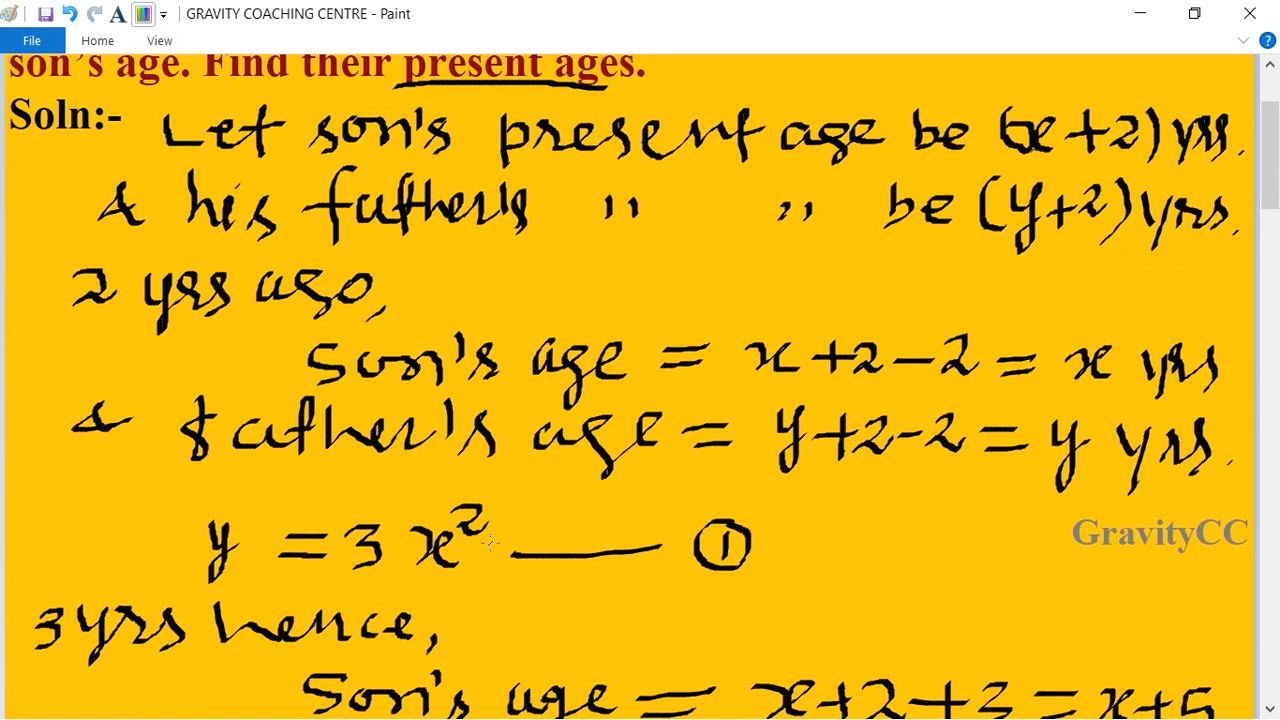 GRAVITY COACHING CENTRE - Paint
File Home View
son's age. Find their present ages.
Soln:- Let son's present age be (x+2) yrs.
& his father's " " be (y+2) yrs.
2 yrs ago,
Son's age = x+2-2 = x yrs
& father's age = y+2-2 = y yrs.
y = 3x² —— ①
GravityCC
3 yrs hence,
Son's age = x+2+3 = x+5